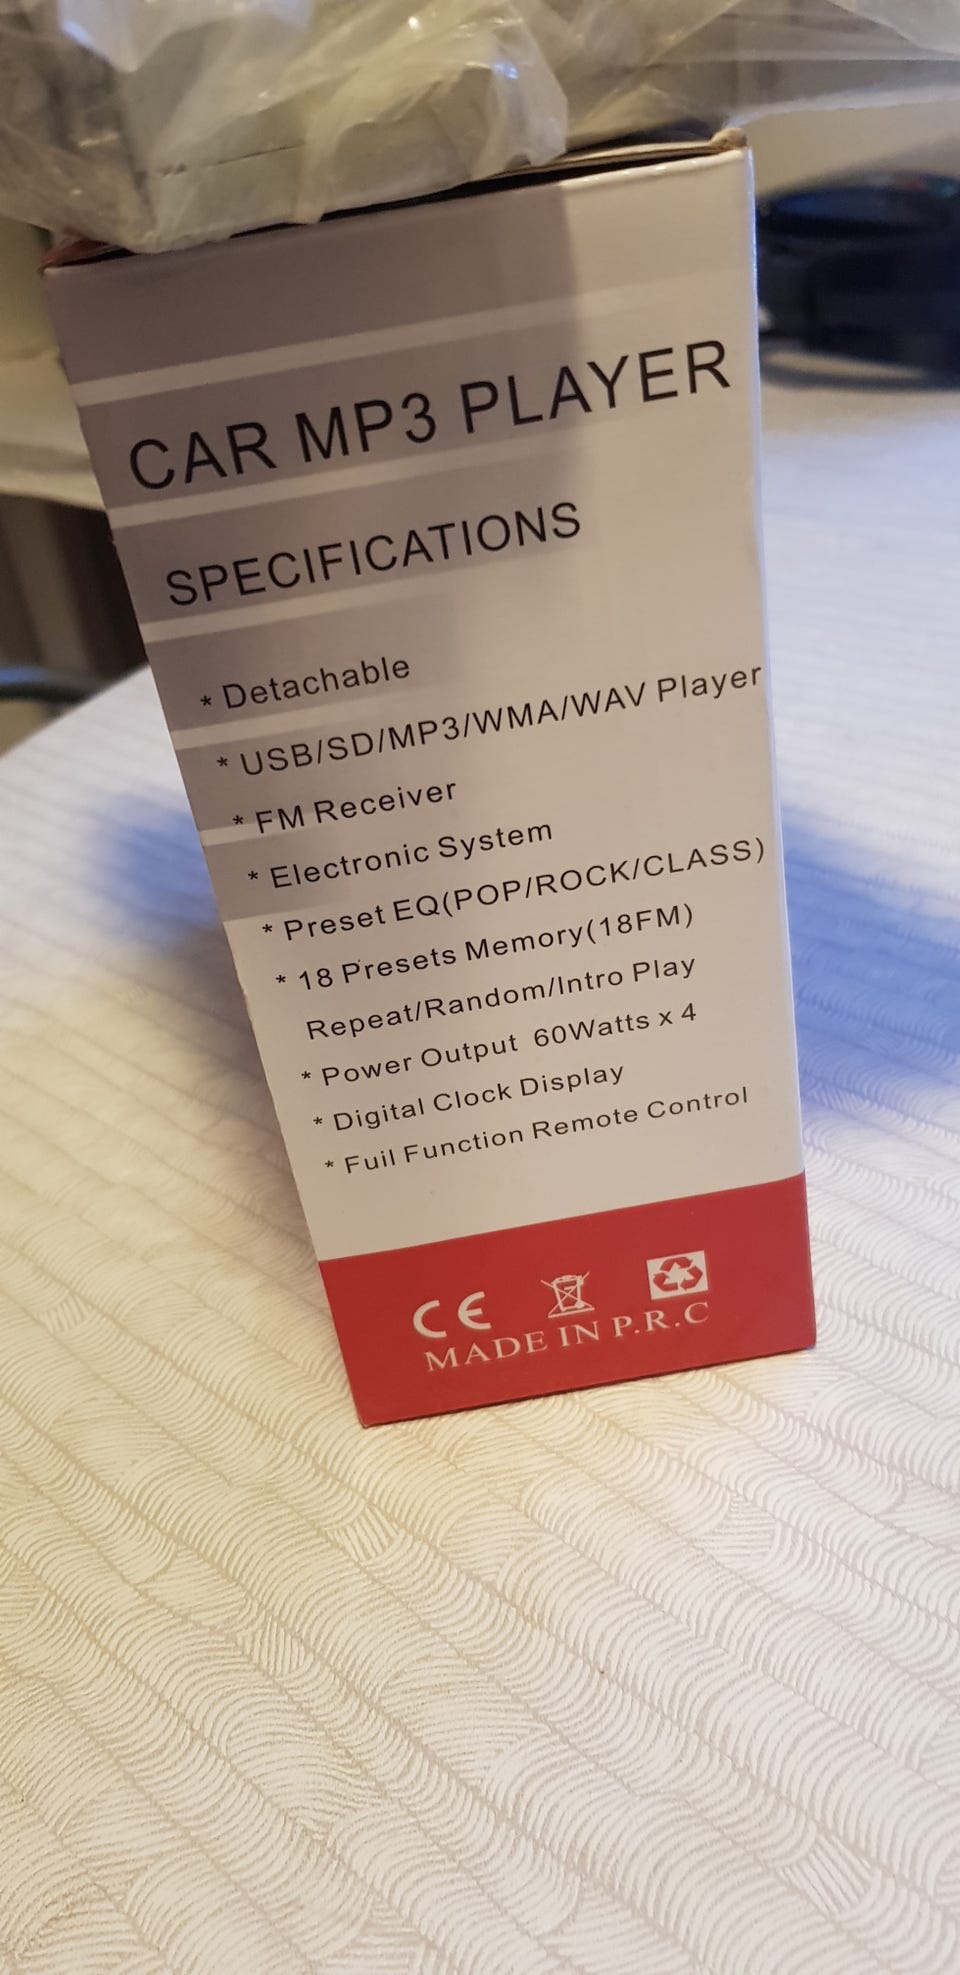 CAR MP3 PLAYER
SPECIFICATIONS
* Detachable
* USB/SD/MP3/WMA/WAV Player
* FM Receiver
* Electronic System
* Preset EQ(POP/ROCK/CLASS)
* 18 Presets Memory(18FM)
Repeat/Random/Intro Play
* Power Output 60Watts x 4
* Digital Clock Display
* Fuil Function Remote Control
CE
MADE IN P.R.C